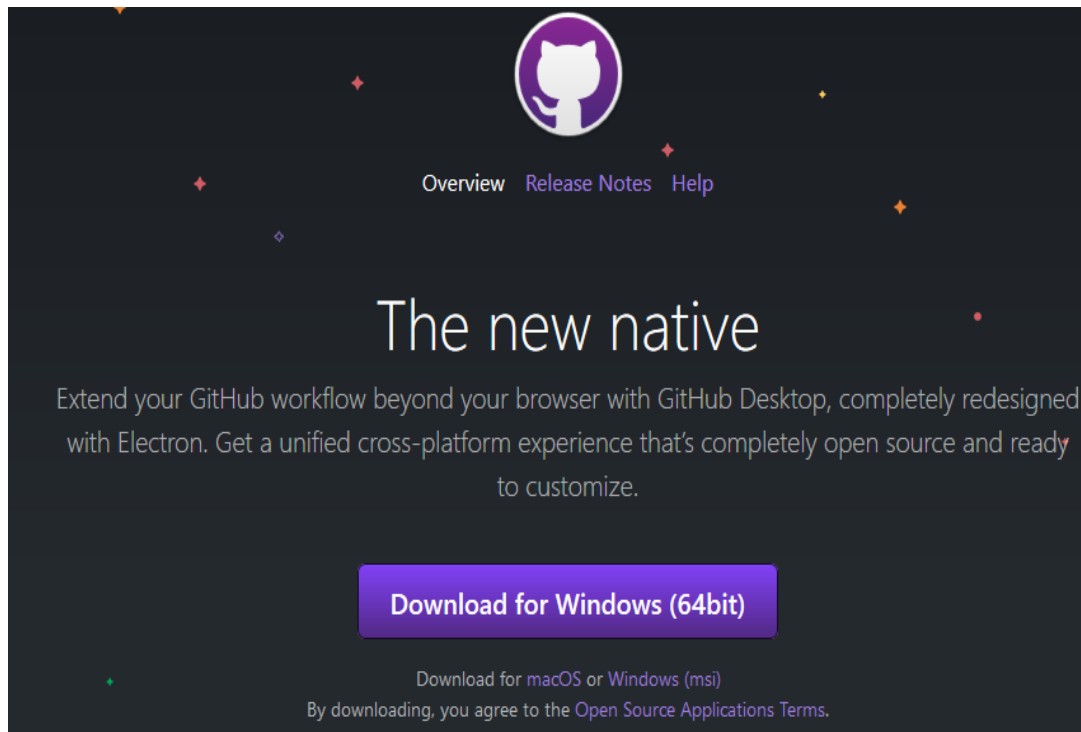 Overview Release Notes Help
The new native
Extend your GitHub workflow beyond your browser with GitHub Desktop, completely redesigned
with Electron. Get a unified cross-platform experience that's completely open source and ready
to customize.
Download for Windows (64bit)
Download for macOS or Windows (msi)
By downloading, you agree to the Open Source Applications Terms.